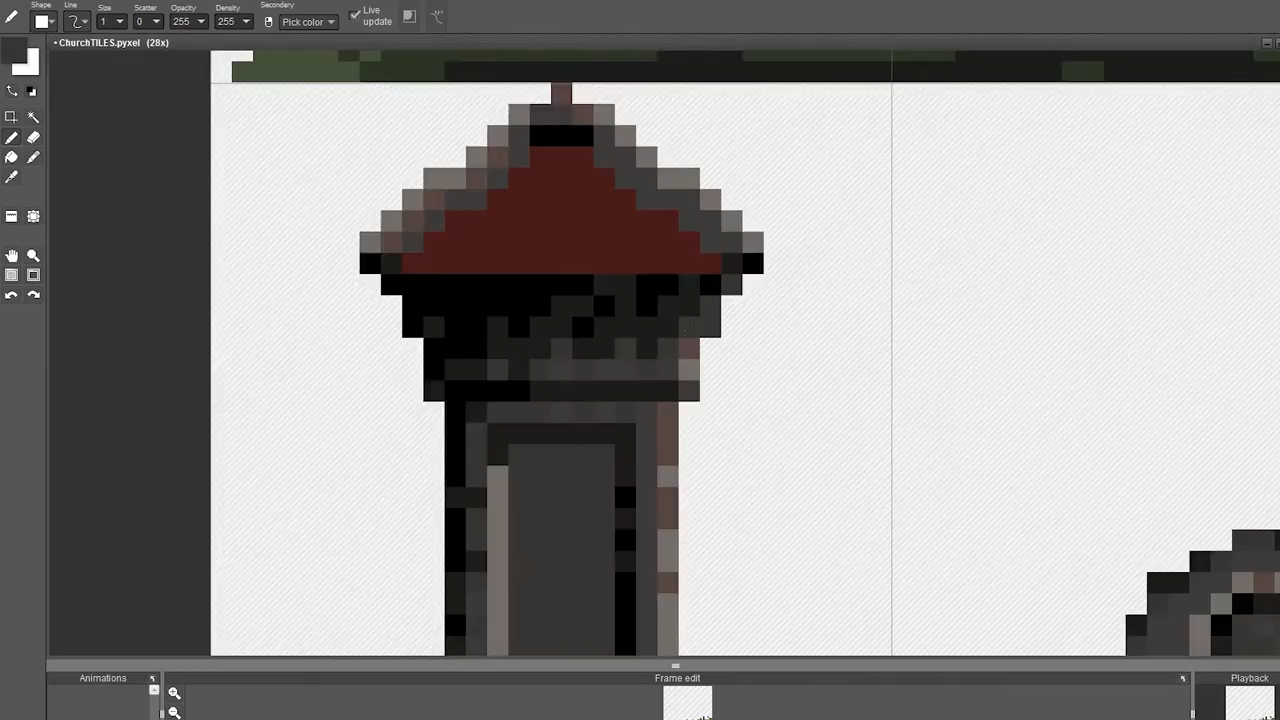 Shape Line Size Scatter Opacity Density Secondary
1 0 255 255 Pick color Live update
• ChurchTILES.pyxel (28x)
Animations Frame edit Playback